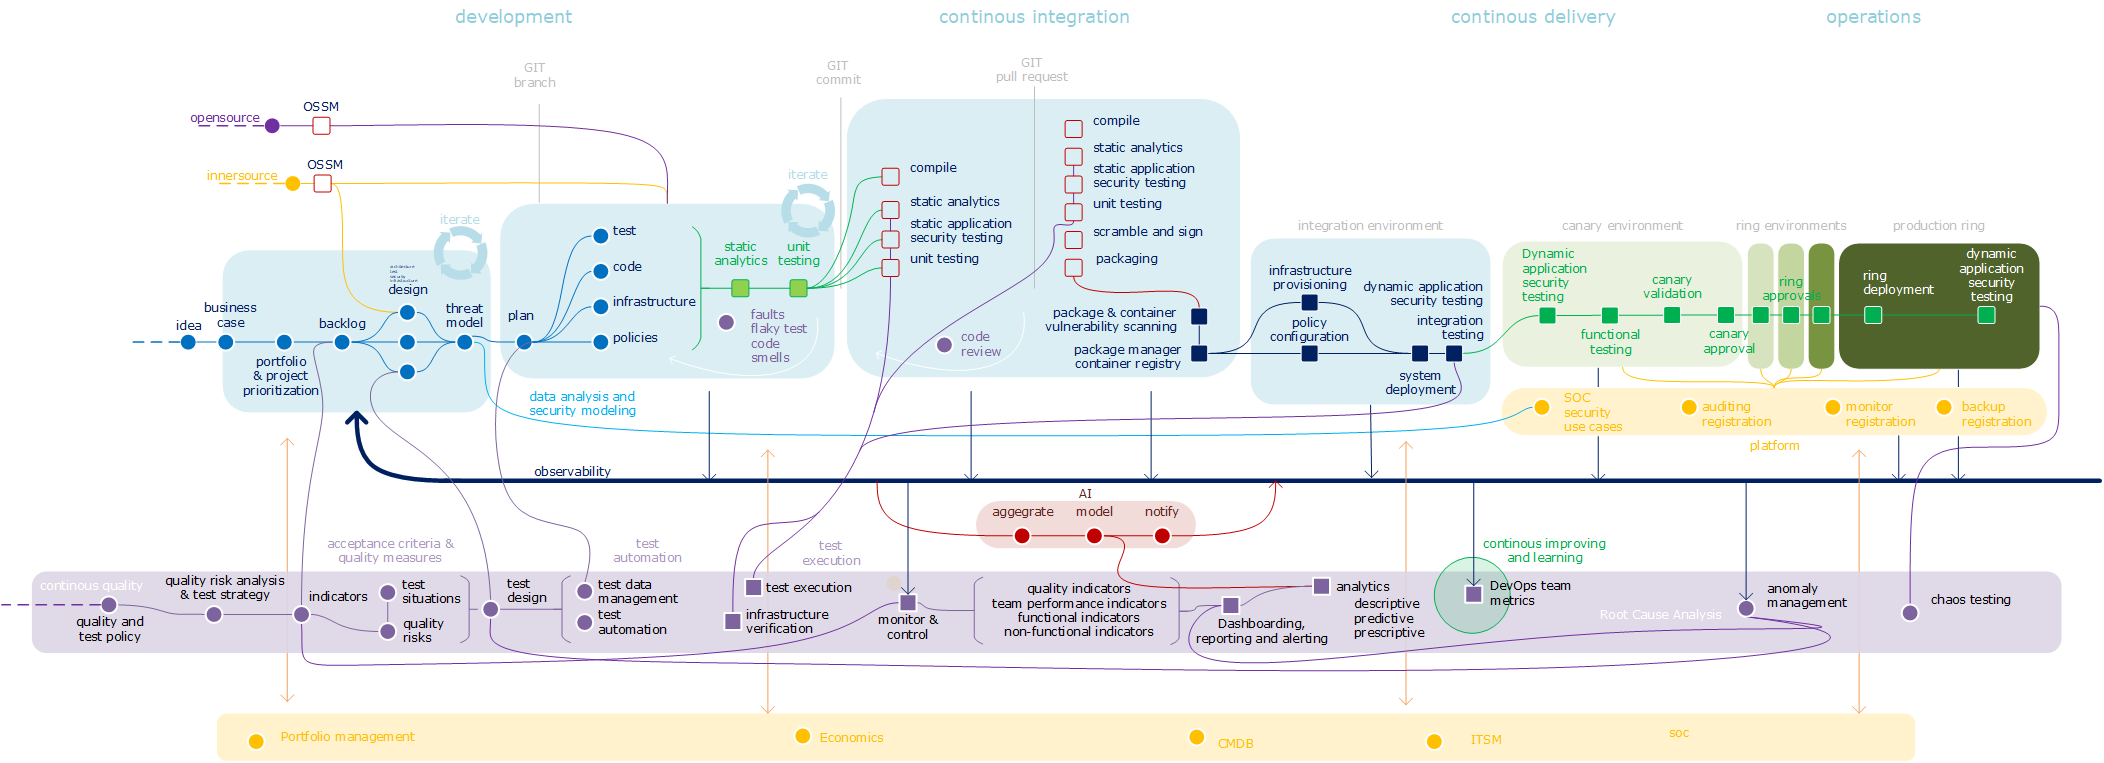 development
continous integration
continous delivery
operations
GIT
branch
GIT
commit
GIT
pull request
OSSM
opensource
OSSM
innersource
iterate
iterate
architecture
test
security
infrastructure
design
idea
business
case
portfolio
& project
prioritization
backlog
threat
model
plan
test
code
infrastructure
policies
static
analytics
unit
testing
faults
flaky test
code
smells
data analysis and
security modeling
compile
static analytics
static application
security testing
unit testing
code
review
compile
static analytics
static application
security testing
unit testing
scramble and sign
packaging
package & container
vulnerability scanning
package manager
container registry
integration environment
infrastructure
provisioning
policy
configuration
dynamic application
security testing
integration
testing
system
deployment
canary environment
Dynamic
application
security
testing
functional
testing
canary
validation
canary
approval
ring environments
ring
approvals
production ring
ring
deployment
dynamic
application
security
testing
SOC
security
use cases
auditing
registration
monitor
registration
backup
registration
platform
observability
AI
aggegrate
model
notify
acceptance criteria &
quality measures
test
automation
test
execution
continous improving
and learning
continous quality
quality and
test policy
quality risk analysis
& test strategy
indicators
test
situations
quality
risks
test
design
test data
management
test
automation
test execution
infrastructure
verification
monitor &
control
quality indicators
team performance indicators
functional indicators
non-functional indicators
Dashboarding,
reporting and alerting
analytics
descriptive
predictive
prescriptive
DevOps team
metrics
Root Cause Analysis
anomaly
management
chaos testing
Portfolio management
Economics
CMDB
ITSM
soc